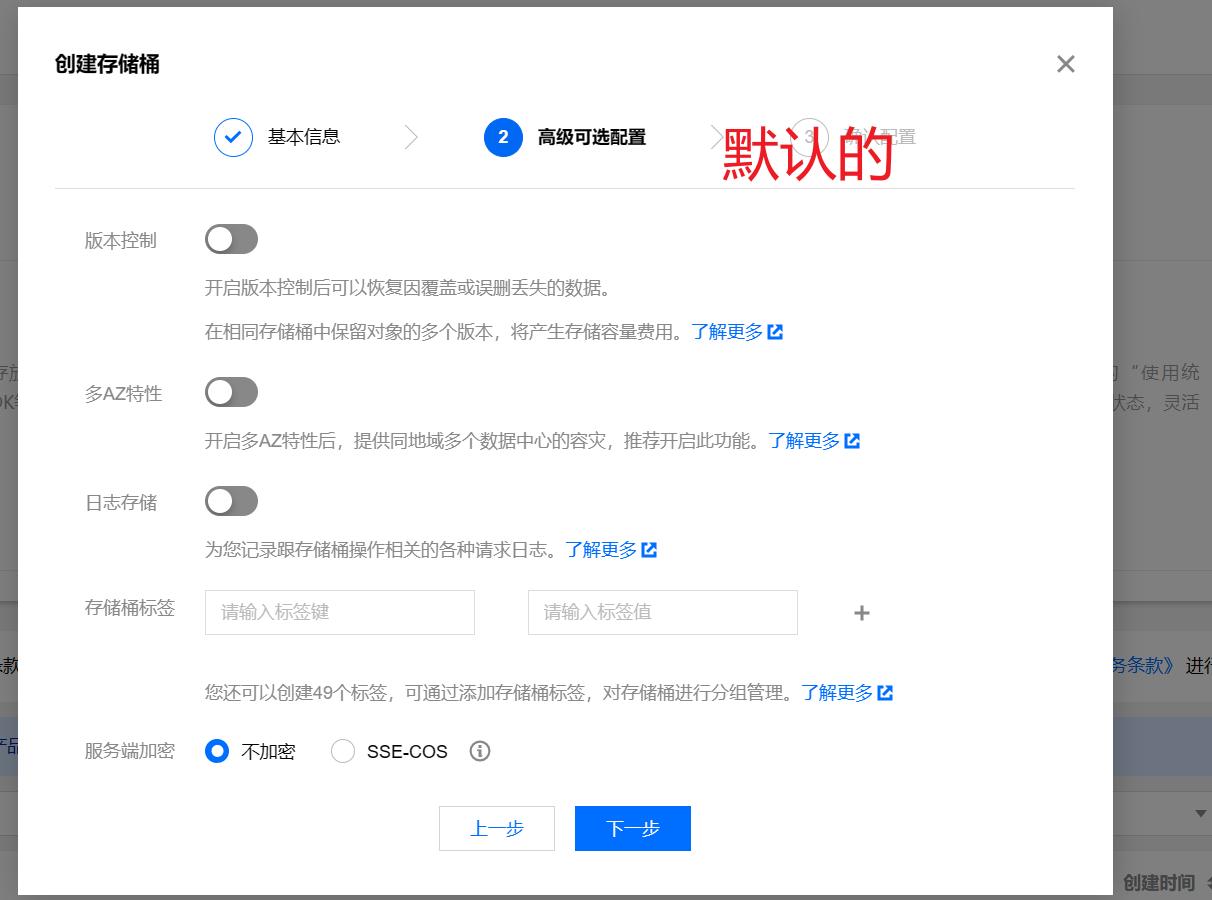 创建存储桶
基本信息
2 高级可选配置
3
默认的
配置
版本控制
开启版本控制后可以恢复因覆盖或误删丢失的数据。
在相同存储桶中保留对象的多个版本，将产生存储容量费用。了解更多
多AZ特性
开启多AZ特性后，提供同地域多个数据中心的容灾，推荐开启此功能。了解更多
日志存储
为您记录跟存储桶操作相关的各种请求日志。了解更多
存储桶标签 请输入标签键 请输入标签值
您还可以创建49个标签，可通过添加存储桶标签，对存储桶进行分组管理。了解更多
服务端加密 不加密 SSE-COS
上一步 下一步
“使用统
状态，灵活
条款
务条款》 进行
产品
创建时间